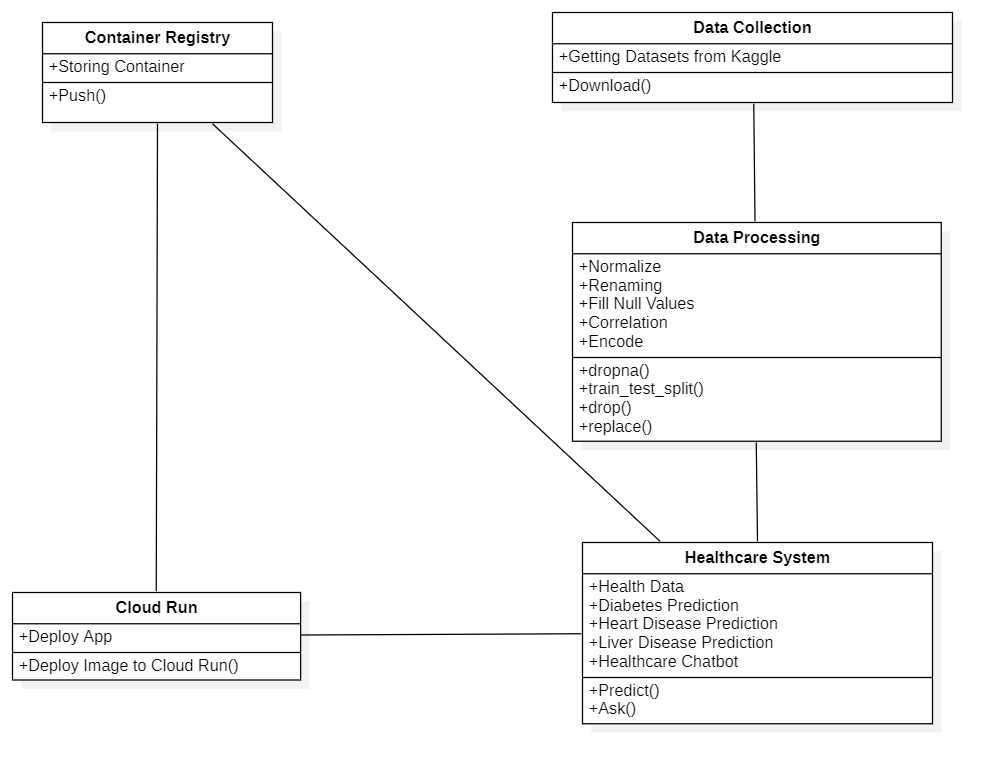 Container Registry
+Storing Container
+Push()
Data Collection
+Getting Datasets from Kaggle
+Download()
Data Processing
+Normalize
+Renaming
+Fill Null Values
+Correlation
+Encode
+dropna()
+train_test_split()
+drop()
+replace()
Cloud Run
+Deploy App
+Deploy Image to Cloud Run()
Healthcare System
+Health Data
+Diabetes Prediction
+Heart Disease Prediction
+Liver Disease Prediction
+Healthcare Chatbot
+Predict()
+Ask()